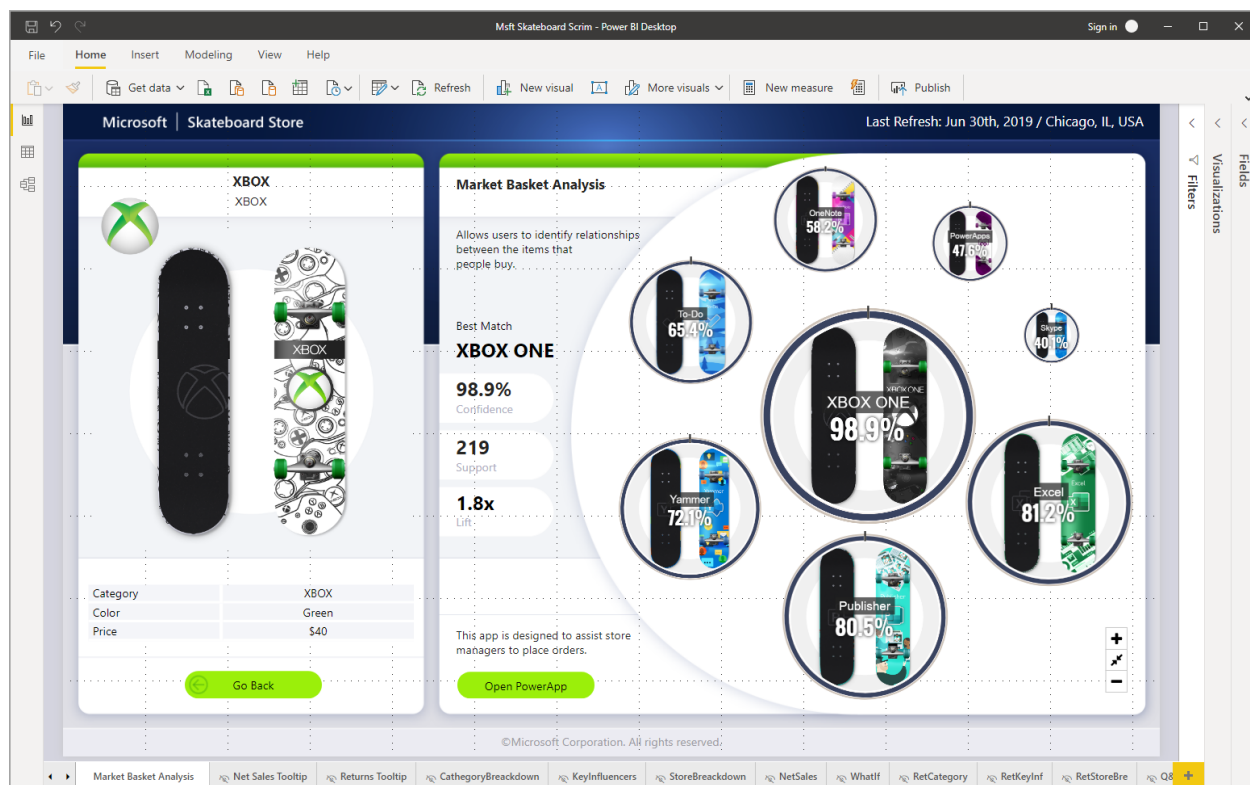 Msft Skateboard Scrim - Power BI Desktop
Sign in
File
Home
Insert
Modeling
View
Help
Get data
Refresh
New visual
More visuals
New measure
Publish
Microsoft | Skateboard Store
Last Refresh: Jun 30th, 2019 / Chicago, IL, USA
XBOX
XBOX
XBOX
Category XBOX
Color Green
Price $40
Go Back
Market Basket Analysis
Allows users to identify relationships
between the items that
people buy.
Best Match
XBOX ONE
98.9%
Confidence
219
Support
1.8x
Lift
This app is designed to assist store
managers to place orders.
Open PowerApp
OneNote
58.2%
PowerApps
47.6%
To-Do
65.4%
Skype
40.1%
XBOX ONE
XBOX ONE
98.9%
Yammer
72.1%
Excel
Excel
81.2%
Publisher
80.5%
+
−
Filters
Visualizations
Fields
©Microsoft Corporation. All rights reserved.
Market Basket Analysis
Net Sales Tooltip
Returns Tooltip
CathegoryBreackdown
KeyInfluencers
StoreBreackdown
NetSales
WhatIf
RetCategory
RetKeyInf
RetStoreBre
Q&
+